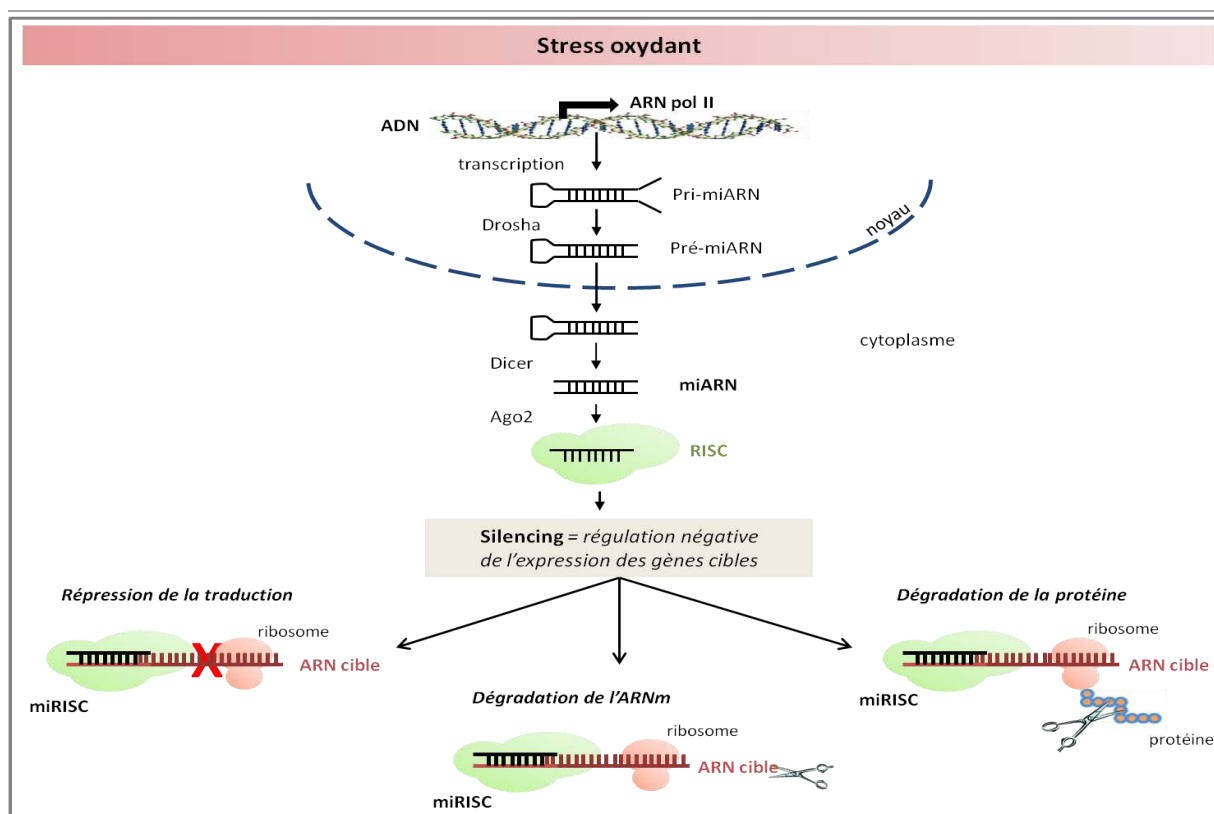 Stress oxydant
ARN pol II
ADN
transcription
Pri-miARN
noyau
Drosha
Pré-miARN
cytoplasme
Dicer
miARN
Ago2
RISC
Silencing = régulation négative
de l’expression des gènes cibles
Répression de la traduction
ribosome
ARN cible
miRISC
Dégradation de l’ARNm
ribosome
ARN cible
miRISC
Dégradation de la protéine
ribosome
ARN cible
miRISC
protéine